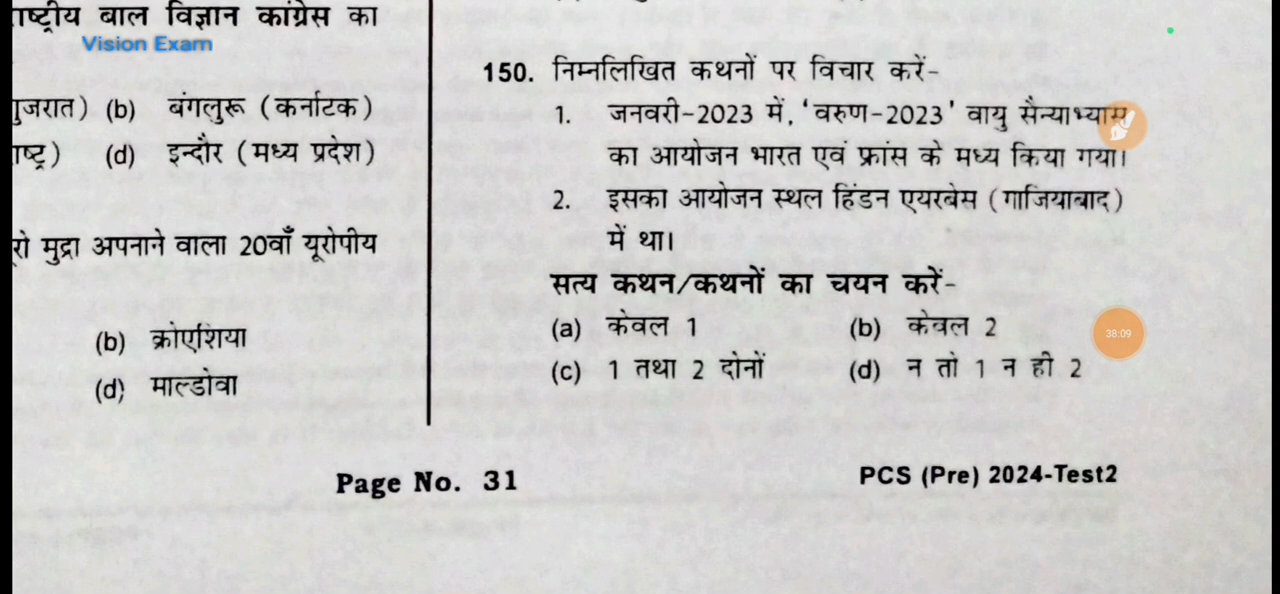 राष्ट्रीय बाल विज्ञान कांग्रेस का
Vision Exam
गुजरात) (b) बंगलुरू (कर्नाटक)
(d) इन्दौर (मध्य प्रदेश)
मुद्रा अपनाने वाला 20वाँ यूरोपीय
(b) क्रोएशिया
(d) माल्डोवा
150. निम्नलिखित कथनों पर विचार करें-
1. जनवरी-2023 में, 'वरुण-2023' वायु सैन्याभ्यास
का आयोजन भारत एवं फ्रांस के मध्य किया गया।
2. इसका आयोजन स्थल हिंडन एयरबेस (गाजियाबाद)
में था।
सत्य कथन/कथनों का चयन करें-
(a) केवल 1 (b) केवल 2
38:09
(c) 1 तथा 2 दोनों (d) न तो 1 न ही 2
Page No. 31
PCS (Pre) 2024-Test2